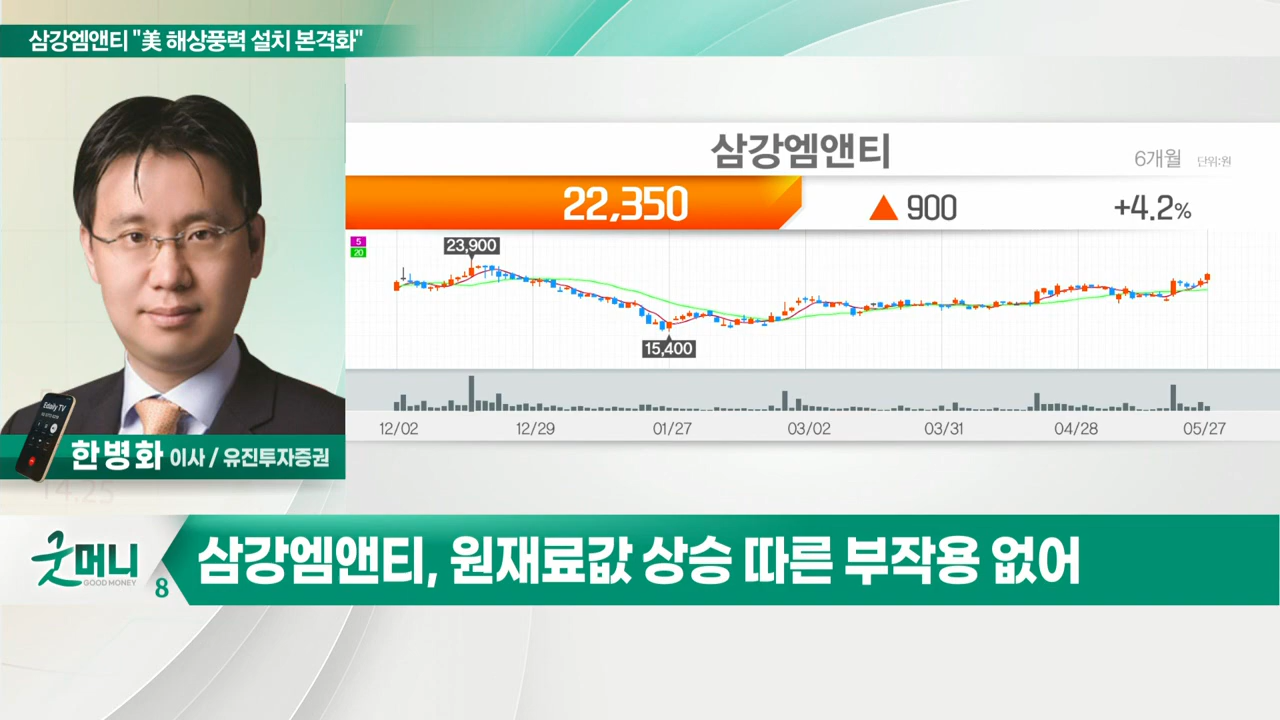 삼강엠앤티 "美 해상풍력 설치 본격화"
삼강엠앤티
6개월 단위:원
22,350 ▲ 900 +4.2%
5
20
23,900
15,400
12/02 12/29 01/27 03/02 03/31 04/28 05/27
Edaily TV
한병화 이사 / 유진투자증권
14.25
굿머니
GOOD MONEY
8
삼강엠앤티, 원재료값 상승 따른 부작용 없어